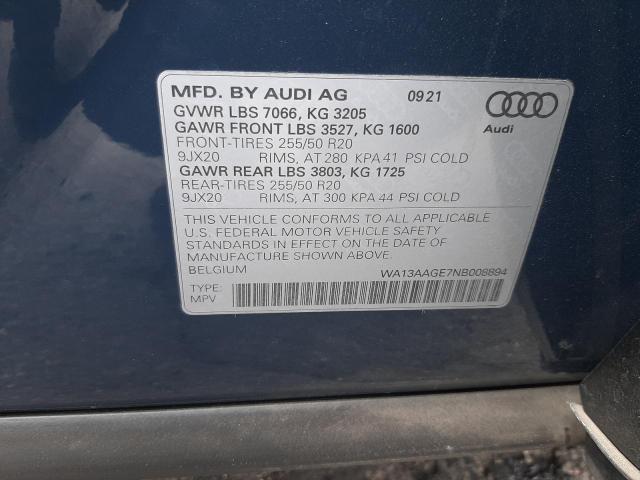 MFD. BY AUDI AG 09 21
GVWR LBS 7066, KG 3205
GAWR FRONT LBS 3527, KG 1600
FRONT-TIRES 255/50 R20
9JX20 RIMS, AT 280 KPA 41 PSI COLD
GAWR REAR LBS 3803, KG 1725
REAR-TIRES 255/50 R20
9JX20 RIMS, AT 300 KPA 44 PSI COLD
Audi
THIS VEHICLE CONFORMS TO ALL APPLICABLE
U.S. FEDERAL MOTOR VEHICLE SAFETY
STANDARDS IN EFFECT ON THE DATE OF
MANUFACTURE SHOWN ABOVE.
BELGIUM WA13AAGE7NB008894
TYPE:
MPV